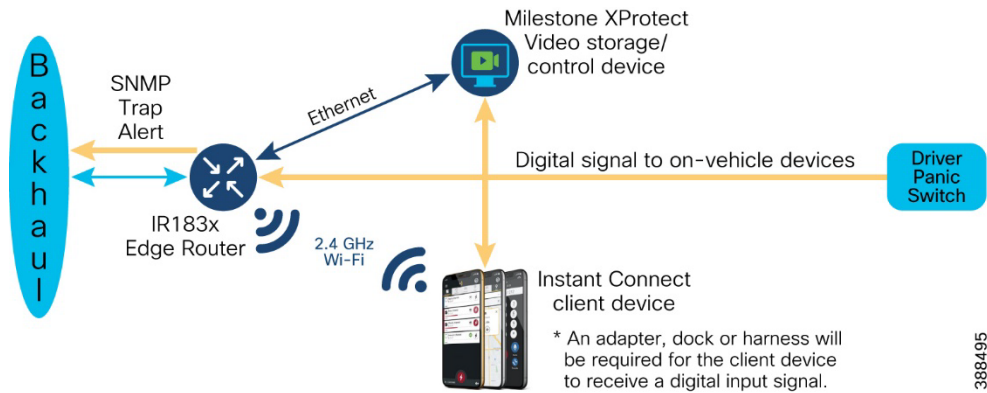 Backhaul
SNMP
Trap
Alert
Ethernet
Milestone XProtect
Video storage/
control device
Digital signal to on-vehicle devices
Driver
Panic
Switch
IR183x
Edge Router
2.4 GHz
Wi-Fi
Instant Connect
client device
* An adapter, dock or harness will
be required for the client device
to receive a digital input signal.
388495